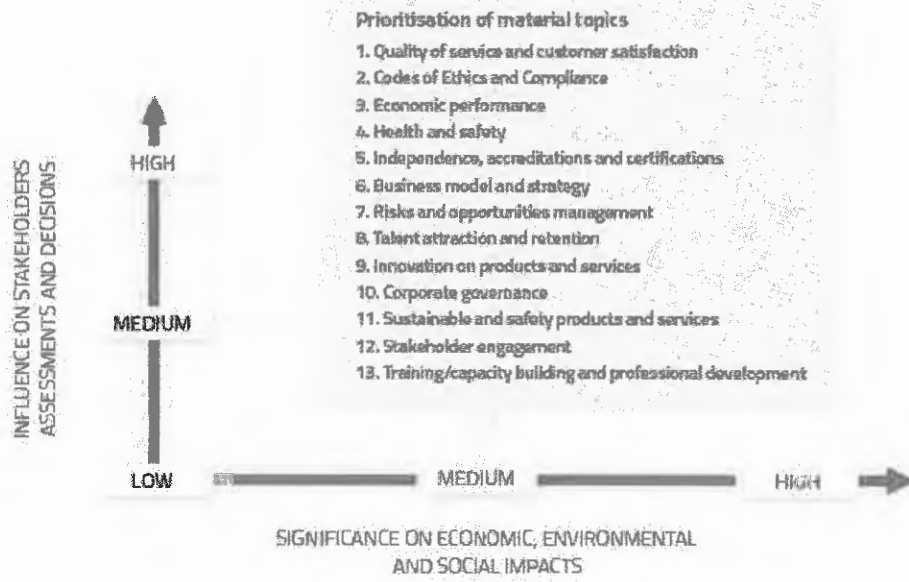 Prioritisation of material topics
1. Quality of service and customer satisfaction
2. Codes of Ethics and Compliance
3. Economic performance
4. Health and safety
5. Independence, accreditations and certifications
6. Business model and strategy
7. Risks and opportunities management
8. Talent attraction and retention
9. Innovation on products and services
10. Corporate governance
11. Sustainable and safety products and services
12. Stakeholder engagement
13. Training/capacity building and professional development
INFLUENCE ON STAKEHOLDERS
ASSESSMENTS AND DECISIONS
HIGH
MEDIUM
LOW
MEDIUM
HIGH
SIGNIFICANCE ON ECONOMIC, ENVIRONMENTAL
AND SOCIAL IMPACTS